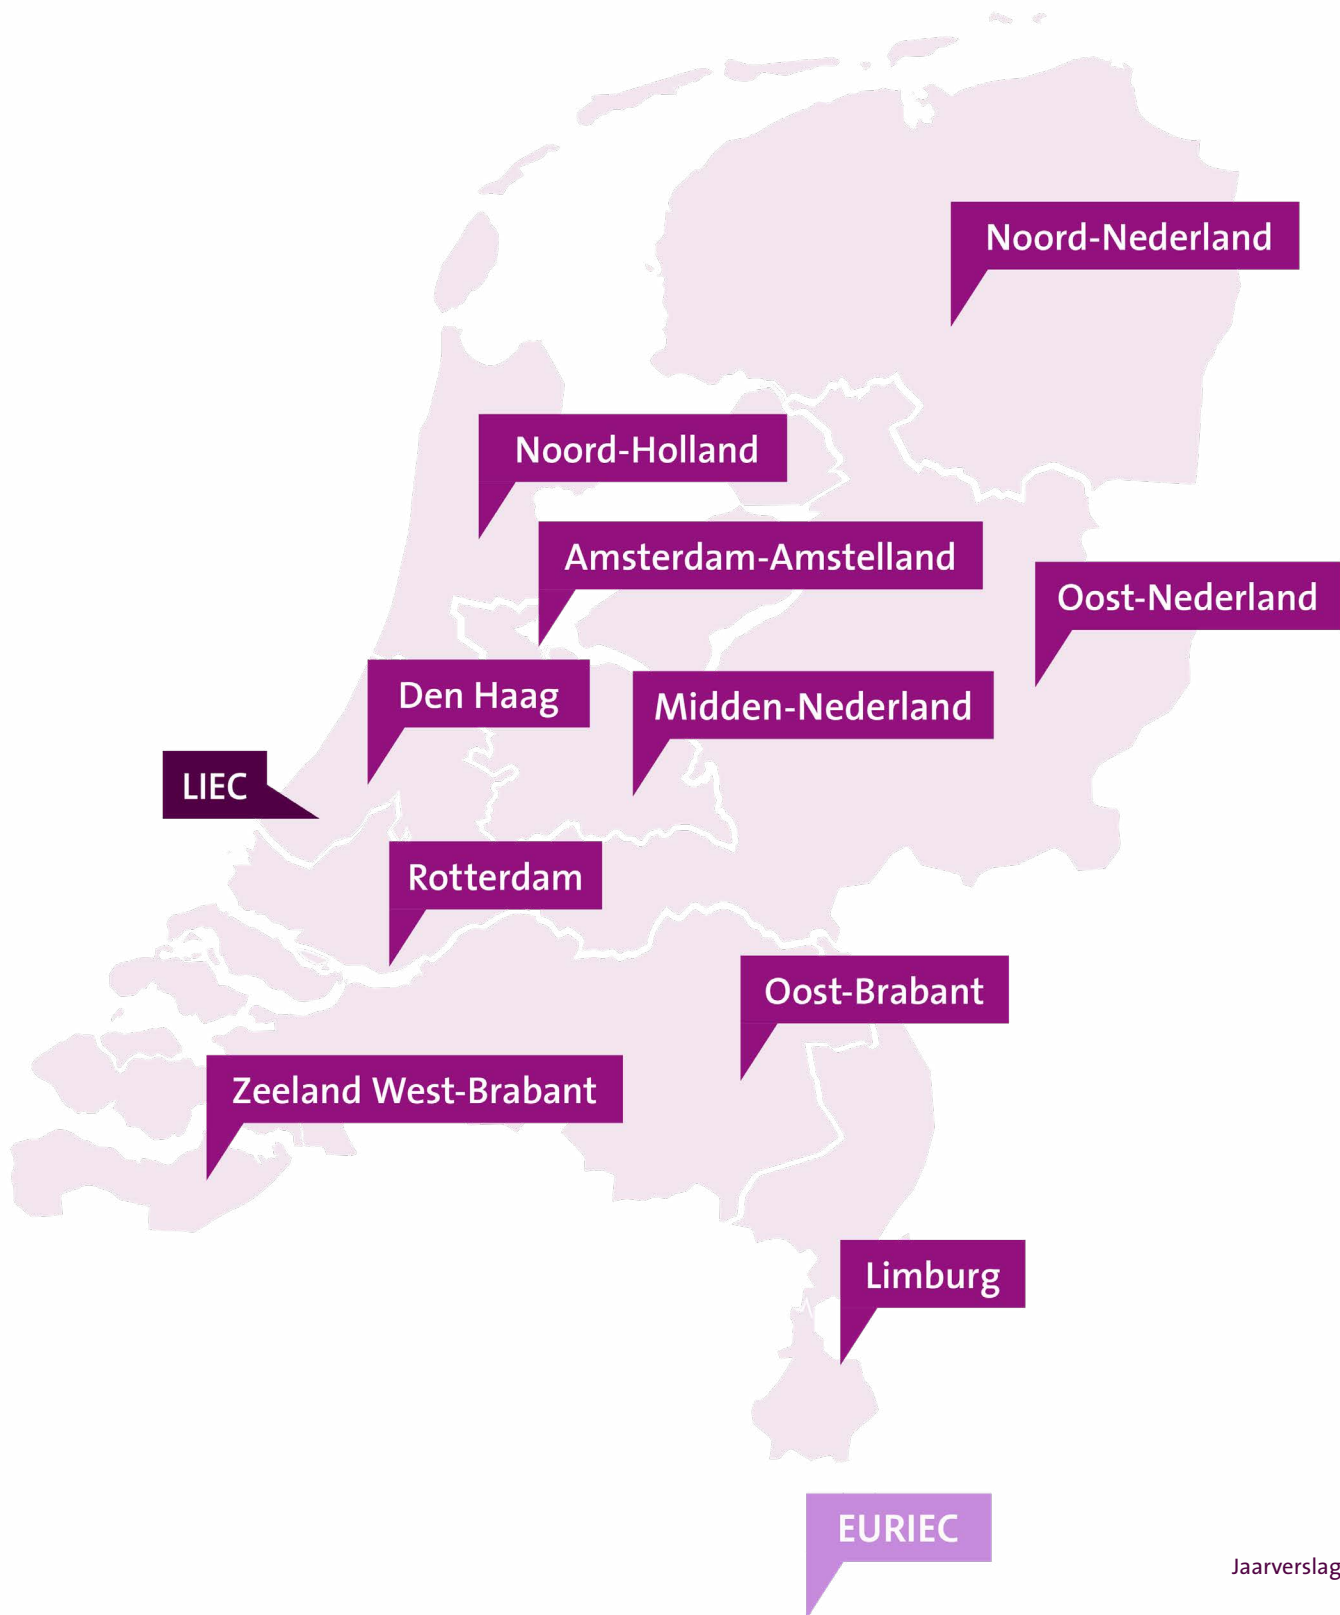 Noord-Nederland
Noord-Holland
Amsterdam-Amstelland
Oost-Nederland
Den Haag
Midden-Nederland
LIEC
Rotterdam
Oost-Brabant
Zeeland West-Brabant
Limburg
EURIEC
Jaarverslag